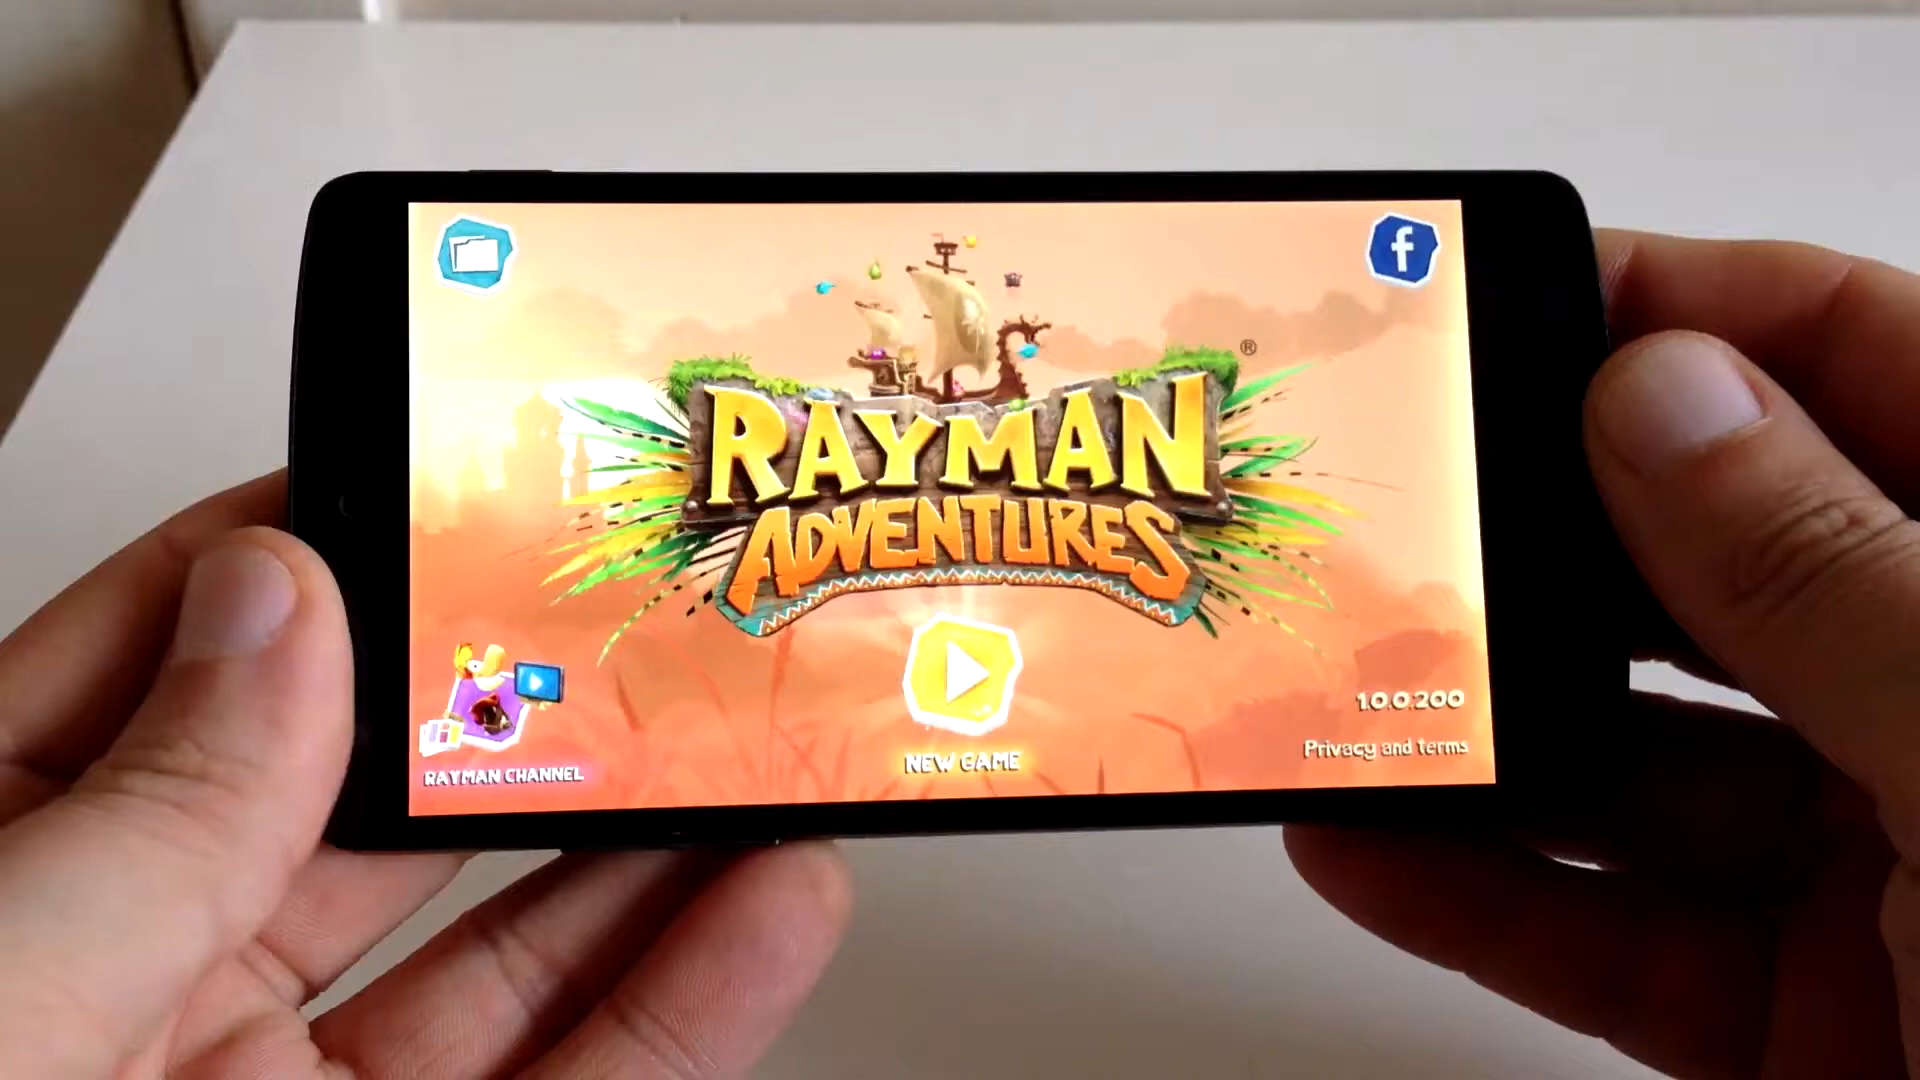 RAYMAN
®
ADVENTURES
1.0.0.200
Privacy and terms
NEW GAME
RAYMAN CHANNEL